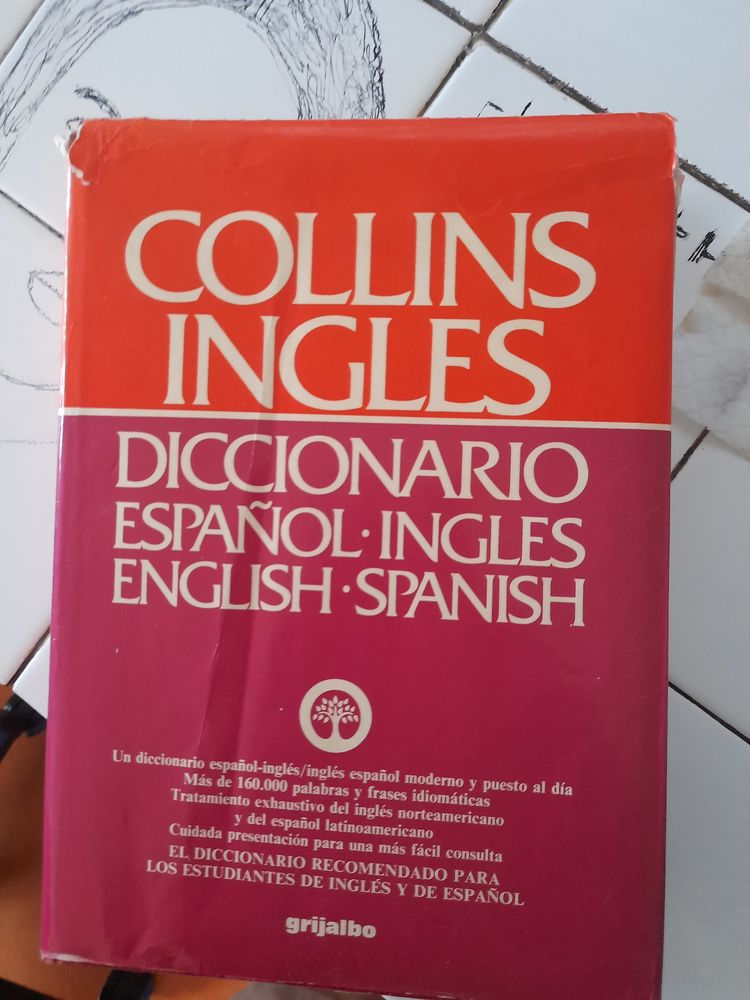 COLLINS
INGLES
DICCIONARIO
ESPAÑOL·INGLES
ENGLISH·SPANISH
Un diccionario español-inglés/inglés español moderno y puesto al día
Más de 160.000 palabras y frases idiomáticas
Tratamiento exhaustivo del inglés norteamericano
y del español latinoamericano
Cuidada presentación para una más fácil consulta
EL DICCIONARIO RECOMENDADO PARA
LOS ESTUDIANTES DE INGLÉS Y DE ESPAÑOL
grijalbo